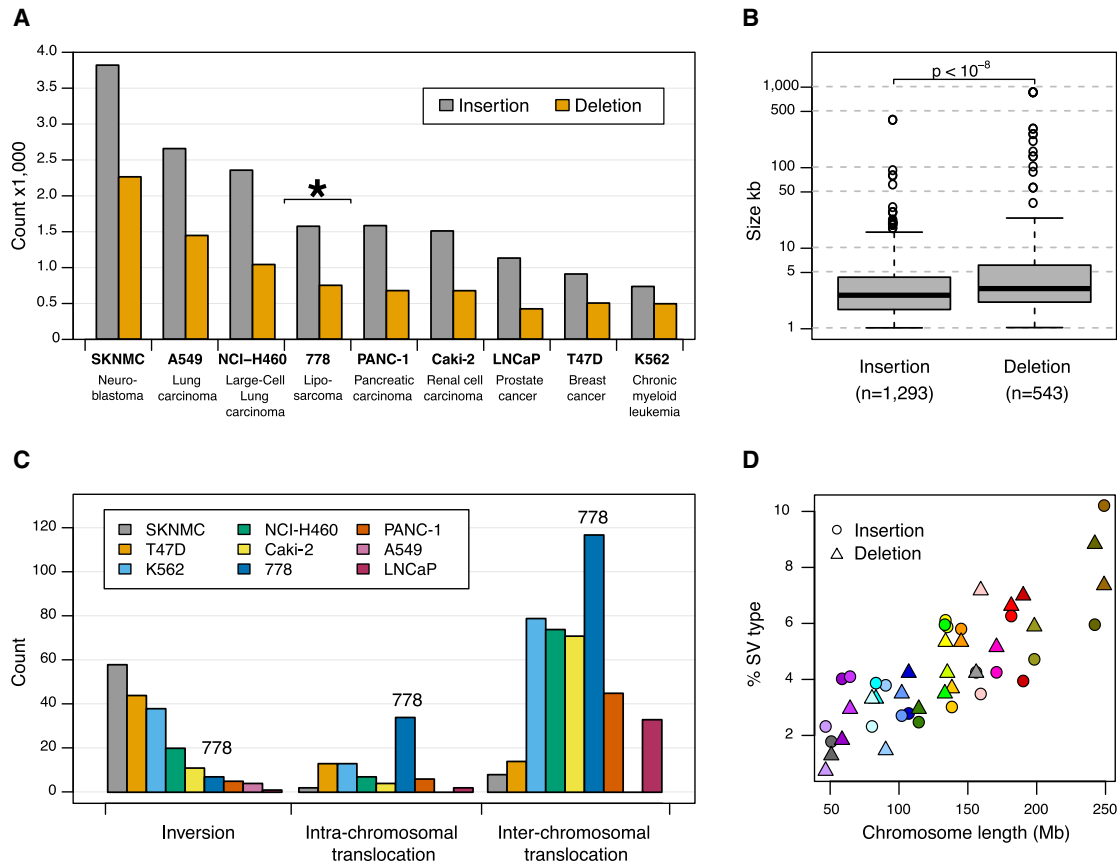 A
4.0
3.5
3.0
2.5
2.0
1.5
1.0
0.5
0
Count x1,000
Insertion Deletion
*
SKNMC A549 NCI–H460 778 PANC-1 Caki-2 LNCaP T47D K562
Neuro-blastoma
Lung carcinoma
Large-Cell Lung carcinoma
Lipo-sarcoma
Pancreatic carcinoma
Renal cell carcinoma
Prostate cancer
Breast cancer
Chronic myeloid leukemia
B
p < 10⁻⁸
1,000
500
100
50
10
5
1
Size kb
Insertion Deletion
(n=1,293) (n=543)
C
120
100
80
60
40
20
0
Count
SKNMC NCI-H460 PANC-1
T47D Caki-2 A549
K562 778 LNCaP
778
778
778
Inversion
Intra-chromosomal translocation
Inter-chromosomal translocation
D
10
8
6
4
2
% SV type
Insertion
Deletion
50 100 150 200 250
Chromosome length (Mb)